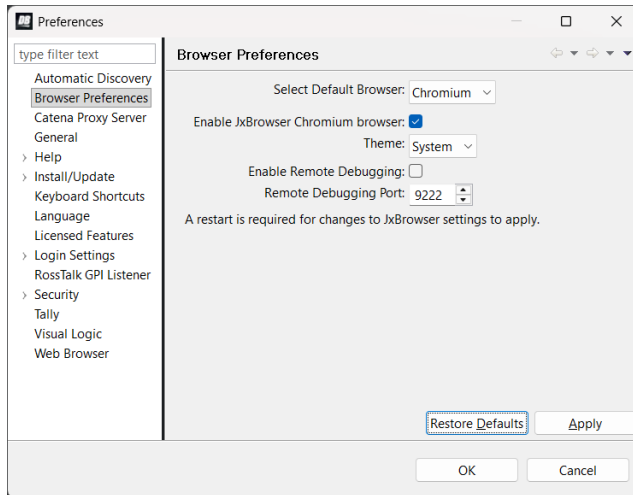 DB Preferences
type filter text
Browser Preferences
Automatic Discovery
Browser Preferences
Catena Proxy Server
General
Help
Install/Update
Keyboard Shortcuts
Language
Licensed Features
Login Settings
RossTalk GPI Listener
Security
Tally
Visual Logic
Web Browser
Select Default Browser: Chromium
Enable JxBrowser Chromium browser:
Theme: System
Enable Remote Debugging:
Remote Debugging Port: 9222
A restart is required for changes to JxBrowser settings to apply.
Restore Defaults Apply
OK Cancel